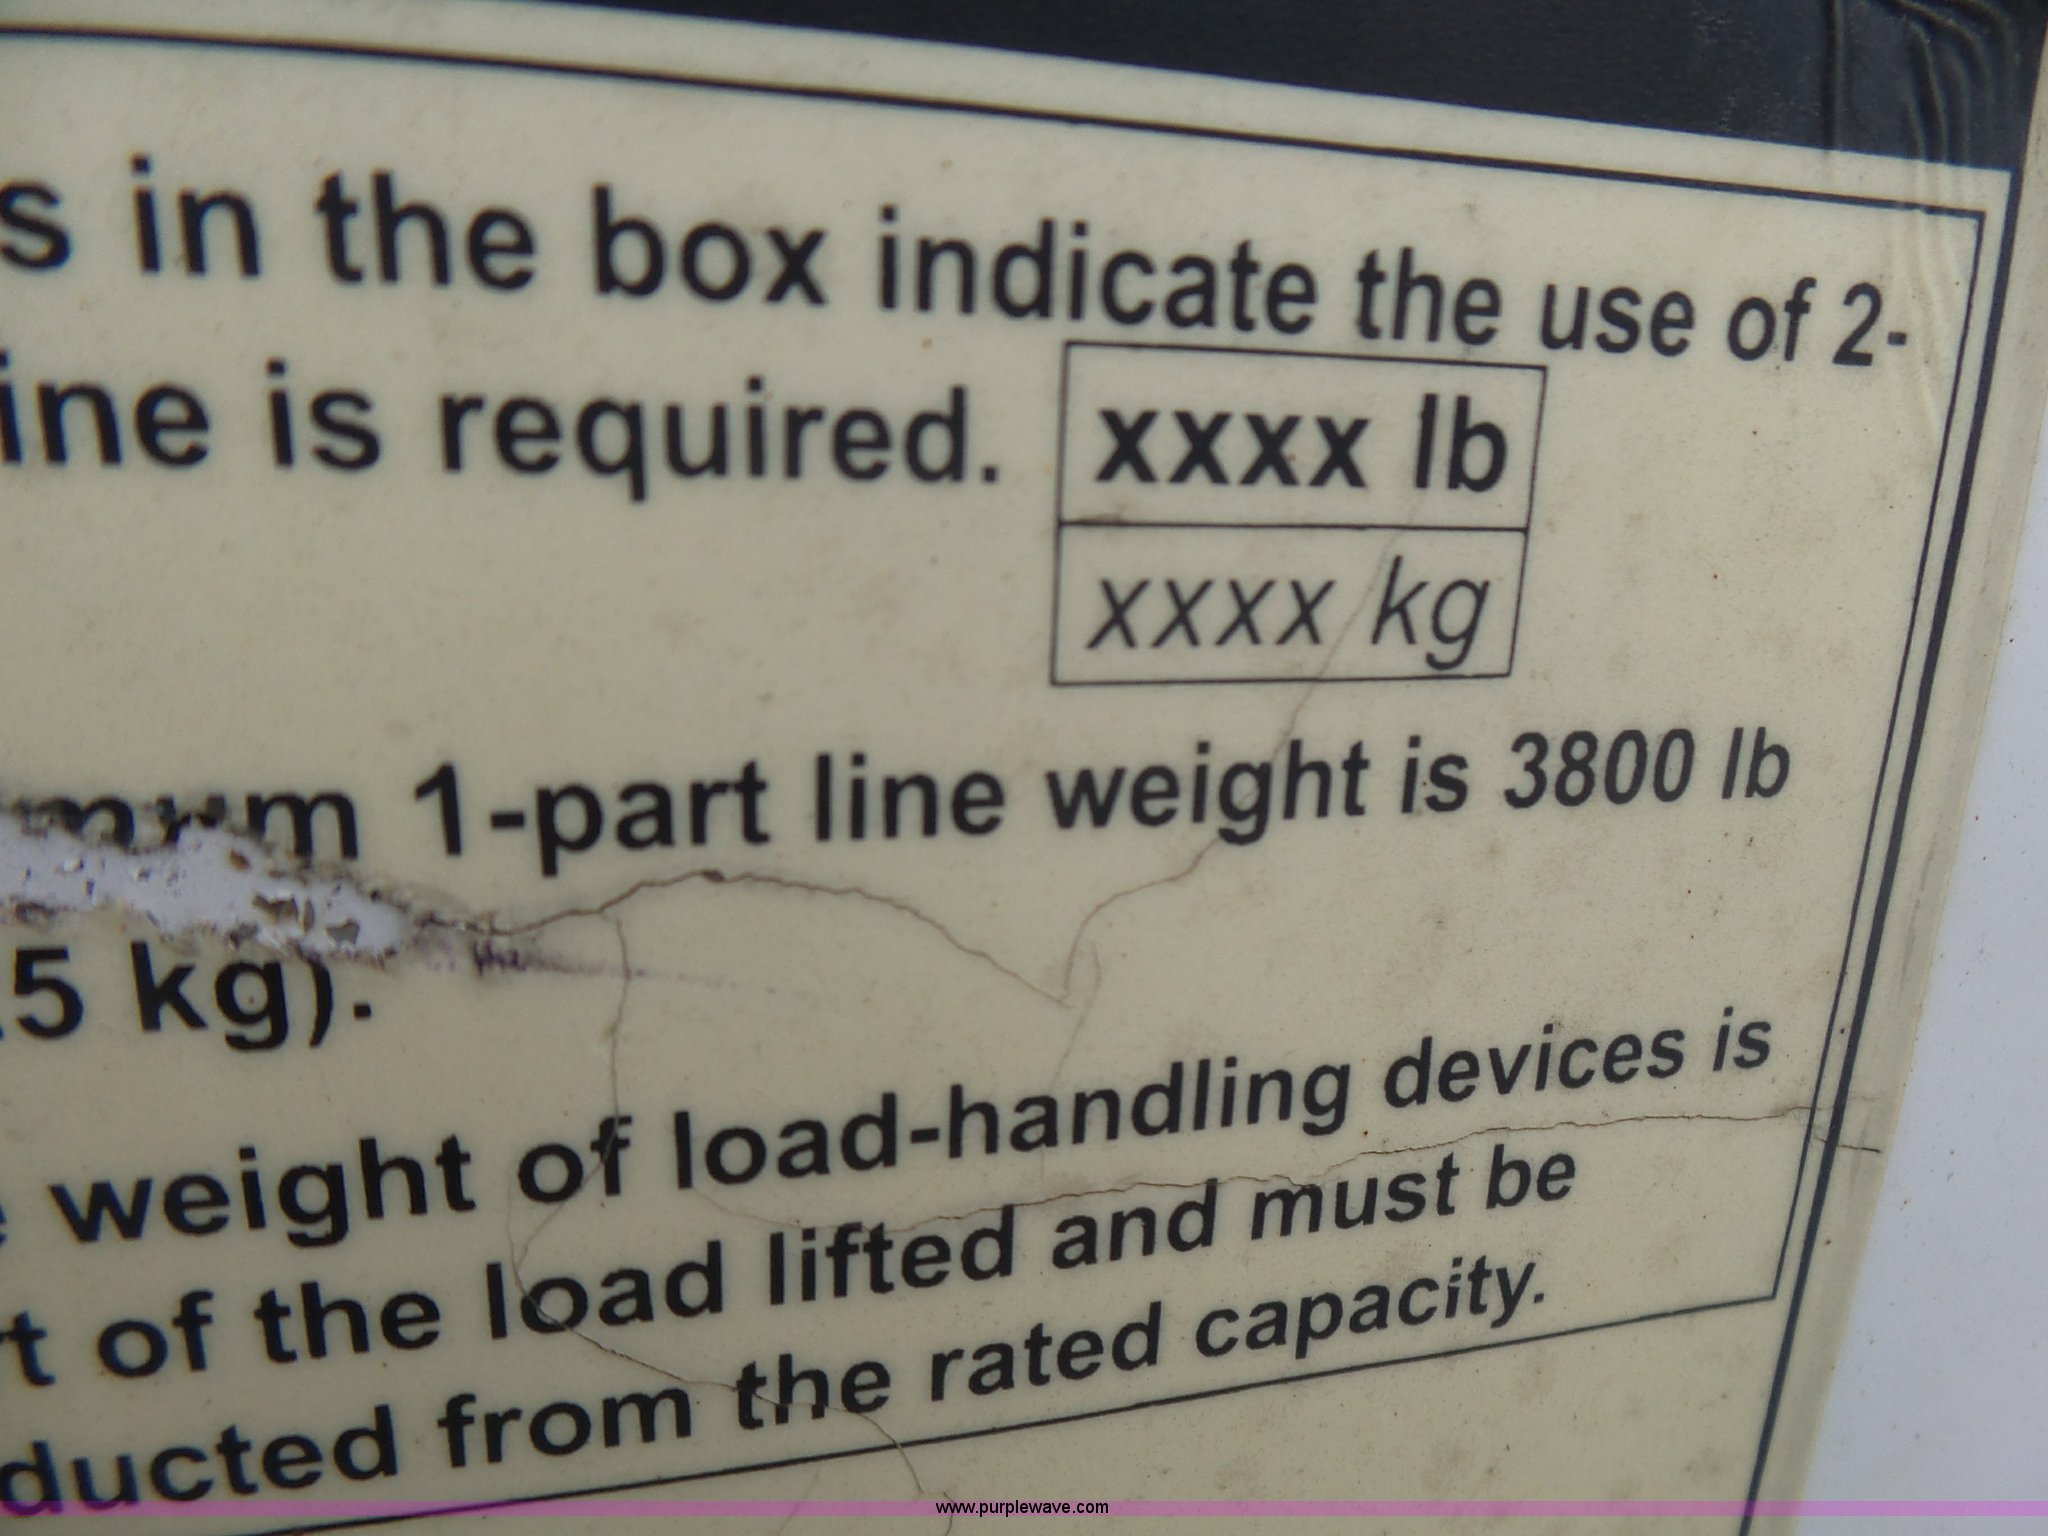 s in the box indicate the use of 2-
ine is required.
xxxx lb
xxxx kg
mum 1-part line weight is 3800 lb
5 kg).
weight of load-handling devices is
t of the load lifted and must be
ducted from the rated capacity.
www.purplewave.com